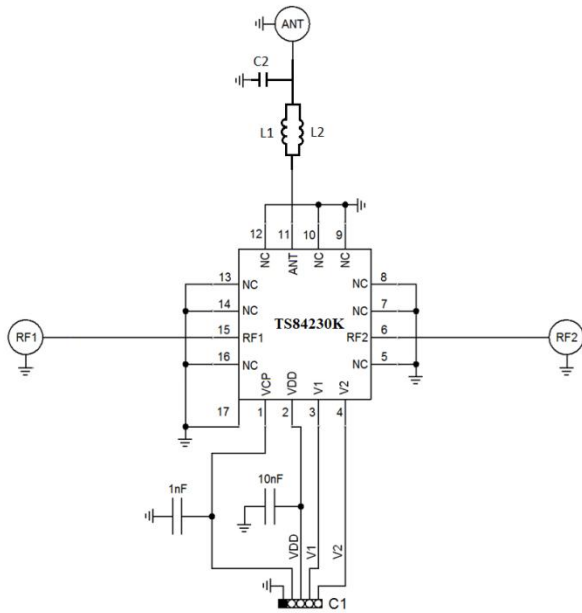 ANT
C2
L1 L2
12 11 10 9
NC ANT NC NC
13 NC NC 8
14 NC NC 7
TS84230K
RF1 15 RF1 RF2 6 RF2
16 NC NC 5
VCP VDD V1 V2
17 1 2 3 4
1nF 10nF
VDD V1 V2
C1